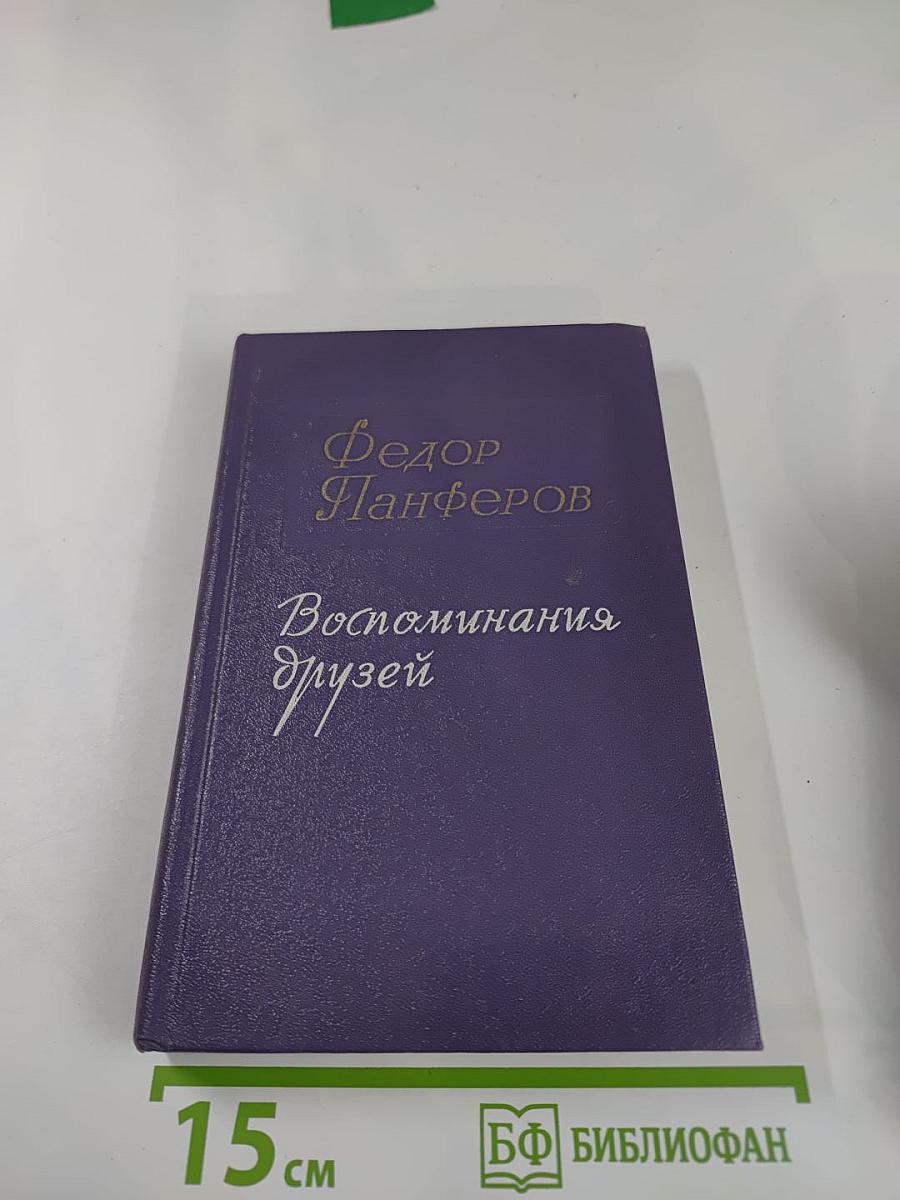 Федор
Панферов
Воспоминания
друзей
15 см
БФ БИБЛИОФАН